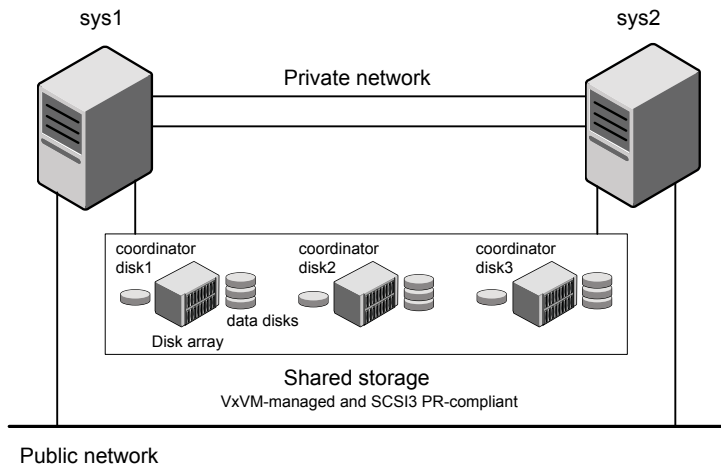 sys1
sys2
Private network
coordinator
disk1
coordinator
disk2
coordinator
disk3
data disks
Disk array
Shared storage
VxVM-managed and SCSI3 PR-compliant
Public network